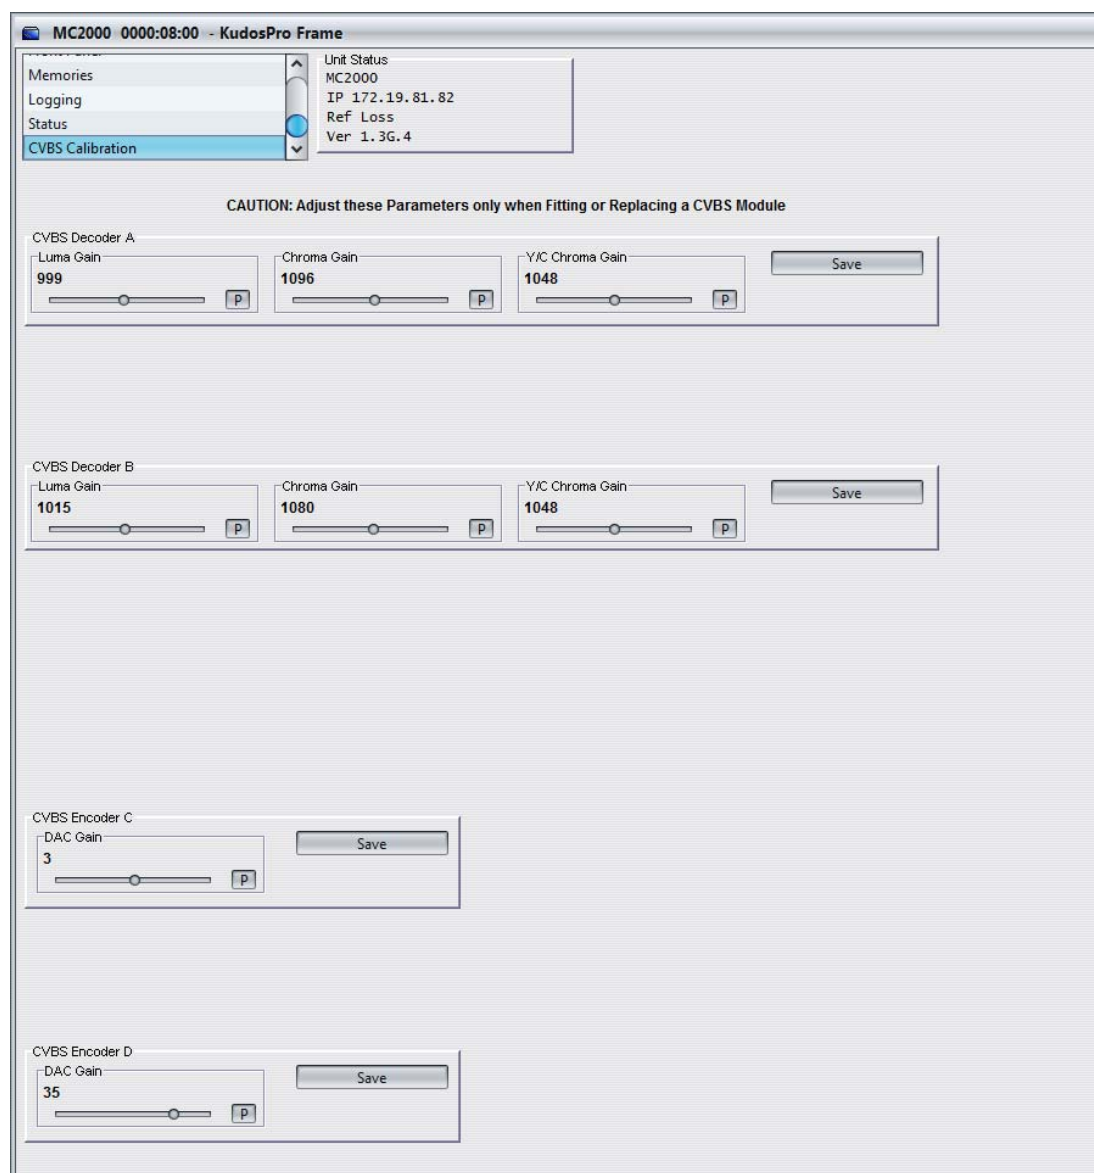 MC2000 0000:08:00 - KudosPro Frame
Memories
Logging
Status
CVBS Calibration
Unit Status
MC2000
IP 172.19.81.82
Ref Loss
Ver 1.3G.4
CAUTION: Adjust these Parameters only when Fitting or Replacing a CVBS Module
CVBS Decoder A
Luma Gain
999
P
Chroma Gain
1096
P
Y/C Chroma Gain
1048
P
Save
CVBS Decoder B
Luma Gain
1015
P
Chroma Gain
1080
P
Y/C Chroma Gain
1048
P
Save
CVBS Encoder C
DAC Gain
3
P
Save
CVBS Encoder D
DAC Gain
35
P
Save